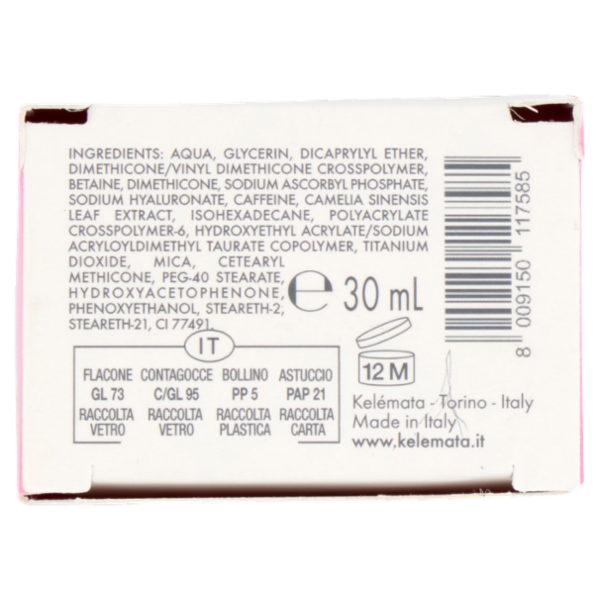 INGREDIENTS: AQUA, GLYCERIN, DICAPRYLYL ETHER,
DIMETHICONE/VINYL DIMETHICONE CROSSPOLYMER,
BETAINE, DIMETHICONE, SODIUM ASCORBYL PHOSPHATE,
SODIUM HYALURONATE, CAFFEINE, CAMELIA SINENSIS
LEAF EXTRACT, ISOHEXADECANE, POLYACRYLATE
CROSSPOLYMER-6, HYDROXYETHYL ACRYLATE/SODIUM
ACRYLOYLDIMETHYL TAURATE COPOLYMER, TITANIUM
DIOXIDE, MICA, CETEARYL
METHICONE, PEG-40 STEARATE,
HYDROXYACETOPHENONE,
PHENOXYETHANOL, STEARETH-2,
STEARETH-21, CI 77491.
℮ 30 mL
8 009150 117585
IT
FLACONE CONTAGOCCE BOLLINO ASTUCCIO
GL 73 C/GL 95 PP 5 PAP 21
RACCOLTA RACCOLTA RACCOLTA RACCOLTA
VETRO VETRO PLASTICA CARTA
12 M
Kelémata - Torino - Italy
Made in Italy
www.kelemata.it